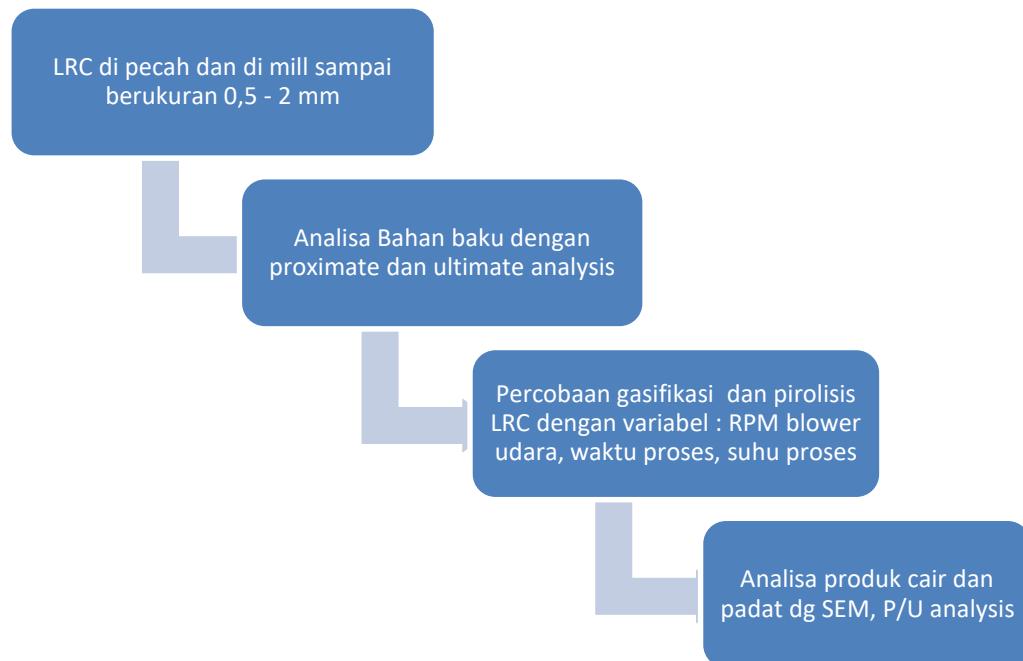 LRC di pecah dan di mill sampai
berukuran 0,5 - 2 mm
Analisa Bahan baku dengan
proximate dan ultimate analysis
Percobaan gasifikasi dan pirolisis
LRC dengan variabel : RPM blower
udara, waktu proses, suhu proses
Analisa produk cair dan
padat dg SEM, P/U analysis